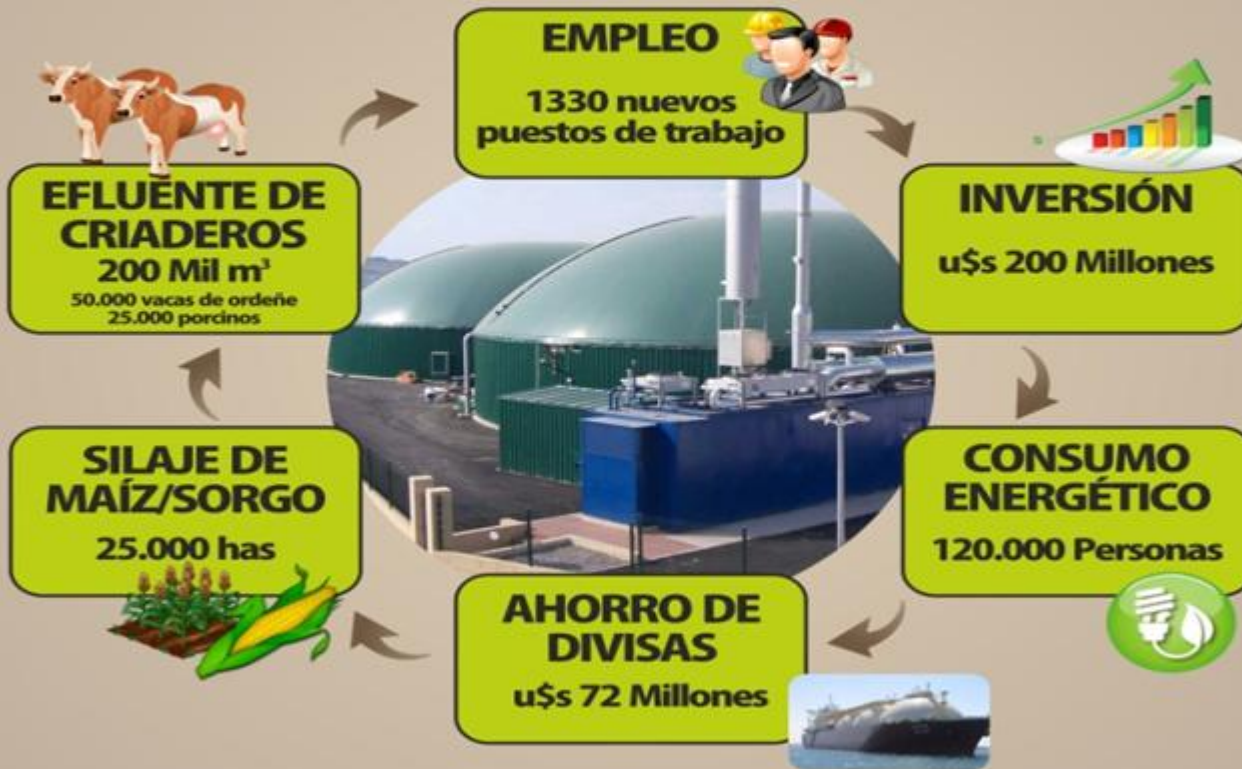 EMPLEO
1330 nuevos
puestos de trabajo
INVERSIÓN
u$s 200 Millones
CONSUMO
ENERGÉTICO
120.000 Personas
AHORRO DE
DIVISAS
u$s 72 Millones
SILAJE DE
MAÍZ/SORGO
25.000 has
EFLUENTE DE
CRIADEROS
200 Mil m³
50.000 vacas de ordeñe
25.000 porcinos